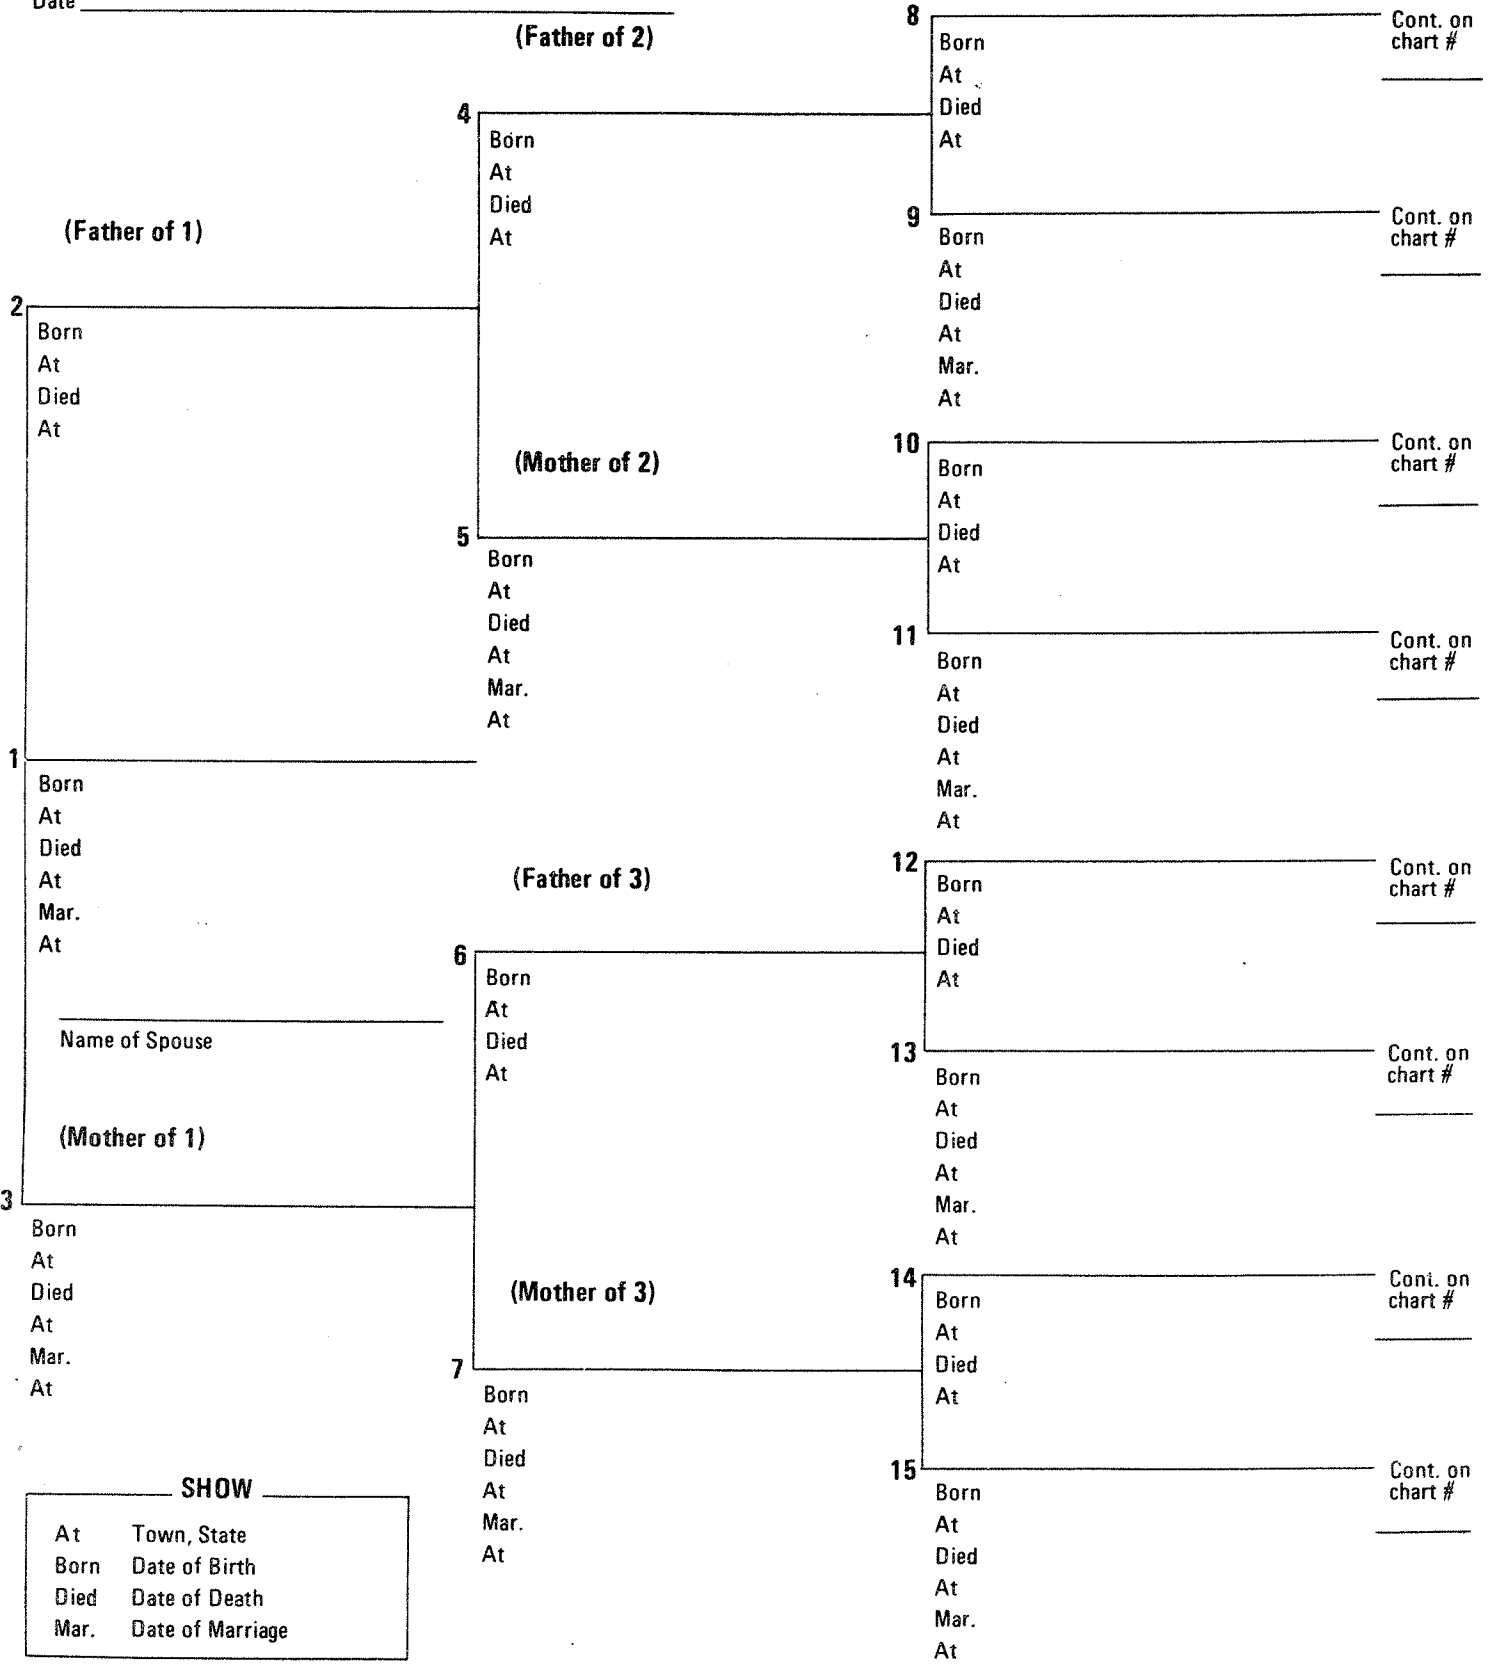 Date
(Father of 2)
8
Cont. on
chart #
Born
At
Died
At
4
Born
At
Died
At
9
Cont. on
chart #
Born
At
Died
At
Mar.
At
(Father of 1)
2
Born
At
Died
At
10
Cont. on
chart #
Born
At
Died
At
(Mother of 2)
5
Born
At
Died
At
Mar.
At
11
Cont. on
chart #
Born
At
Died
At
Mar.
At
1
Born
At
Died
At
Mar.
At
Name of Spouse
(Father of 3)
12
Cont. on
chart #
Born
At
Died
At
6
Born
At
Died
At
13
Cont. on
chart #
Born
At
Died
At
Mar.
At
(Mother of 1)
3
Born
At
Died
At
Mar.
At
(Mother of 3)
14
Cont. on
chart #
Born
At
Died
At
7
Born
At
Died
At
Mar.
At
15
Cont. on
chart #
Born
At
Died
At
Mar.
At
SHOW
At Town, State
Born Date of Birth
Died Date of Death
Mar. Date of Marriage